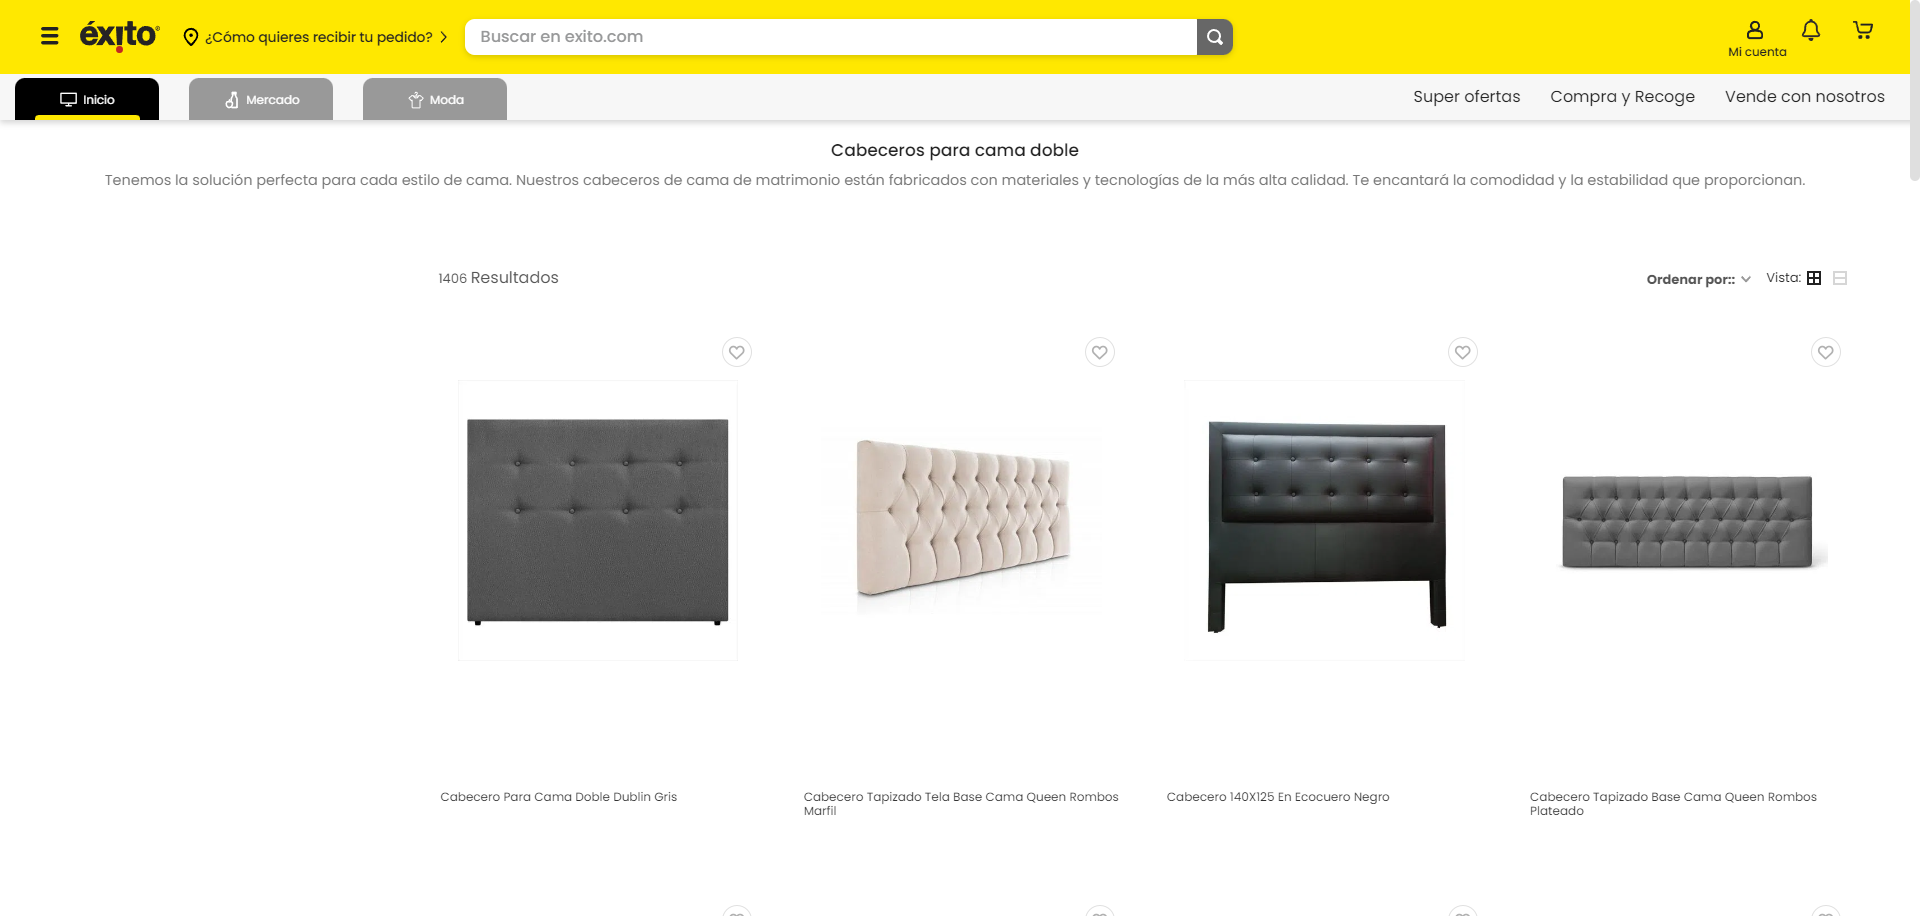 éxito
¿Cómo quieres recibir tu pedido?
Buscar en exito.com
Mi cuenta
Inicio
Mercado
Moda
Super ofertas
Compra y Recoge
Vende con nosotros
Cabeceros para cama doble
Tenemos la solución perfecta para cada estilo de cama. Nuestros cabeceros de cama de matrimonio están fabricados con materiales y tecnologías de la más alta calidad. Te encantará la comodidad y la estabilidad que proporcionan.
1406 Resultados
Ordenar por::
Vista:
Cabecero Para Cama Doble Dublin Gris
Cabecero Tapizado Tela Base Cama Queen Rombos
Marfil
Cabecero 140X125 En Ecocuero Negro
Cabecero Tapizado Base Cama Queen Rombos
Plateado